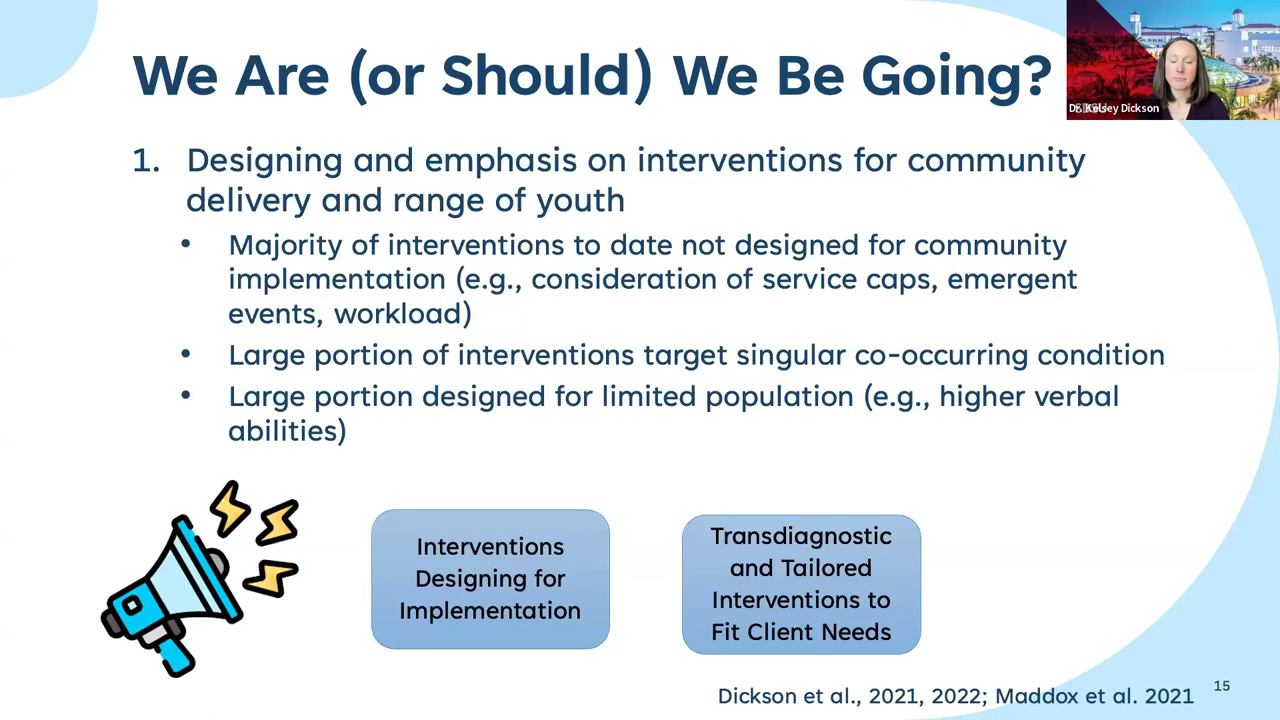 We Are (or Should) We Be Going?
Dr. Kelsey Dickson
1. Designing and emphasis on interventions for community
delivery and range of youth
• Majority of interventions to date not designed for community
implementation (e.g., consideration of service caps, emergent
events, workload)
• Large portion of interventions target singular co-occurring condition
• Large portion designed for limited population (e.g., higher verbal
abilities)
Interventions
Designing for
Implementation
Transdiagnostic
and Tailored
Interventions to
Fit Client Needs
Dickson et al., 2021, 2022; Maddox et al. 2021
15